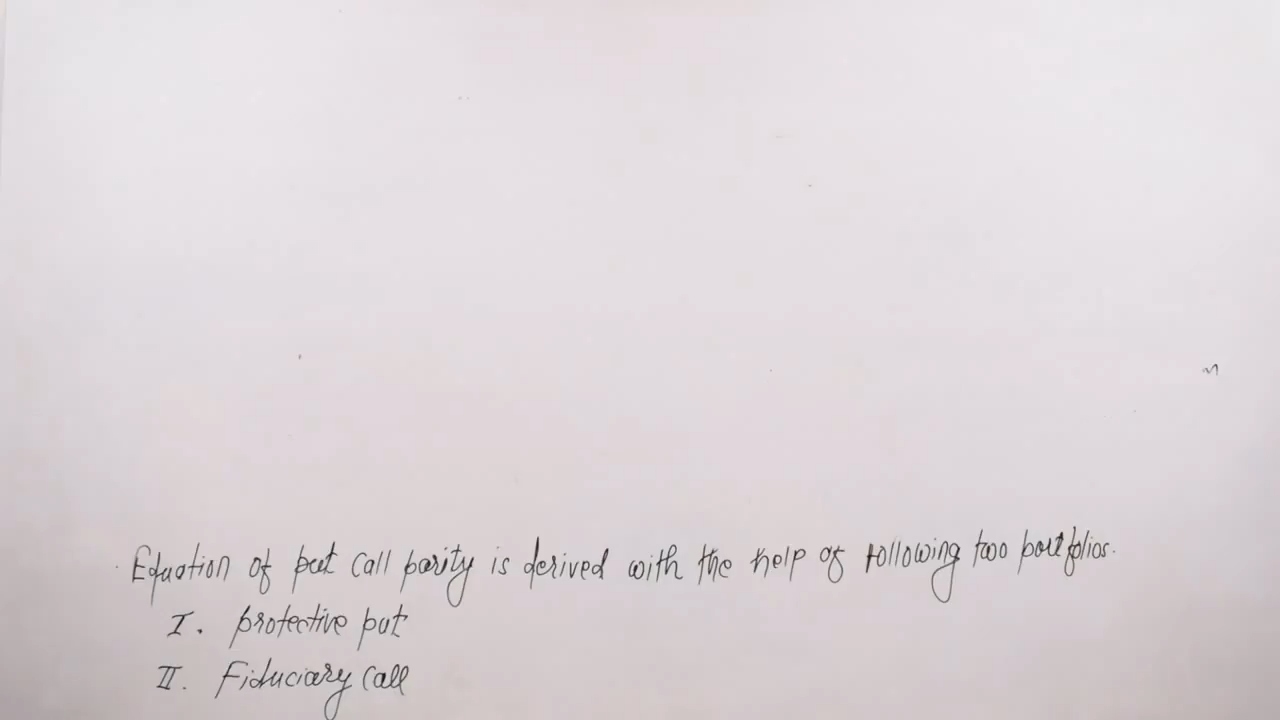 Equation of put call parity is derived with the help of following two portfolios.
I. protective put
II. Fiduciary call